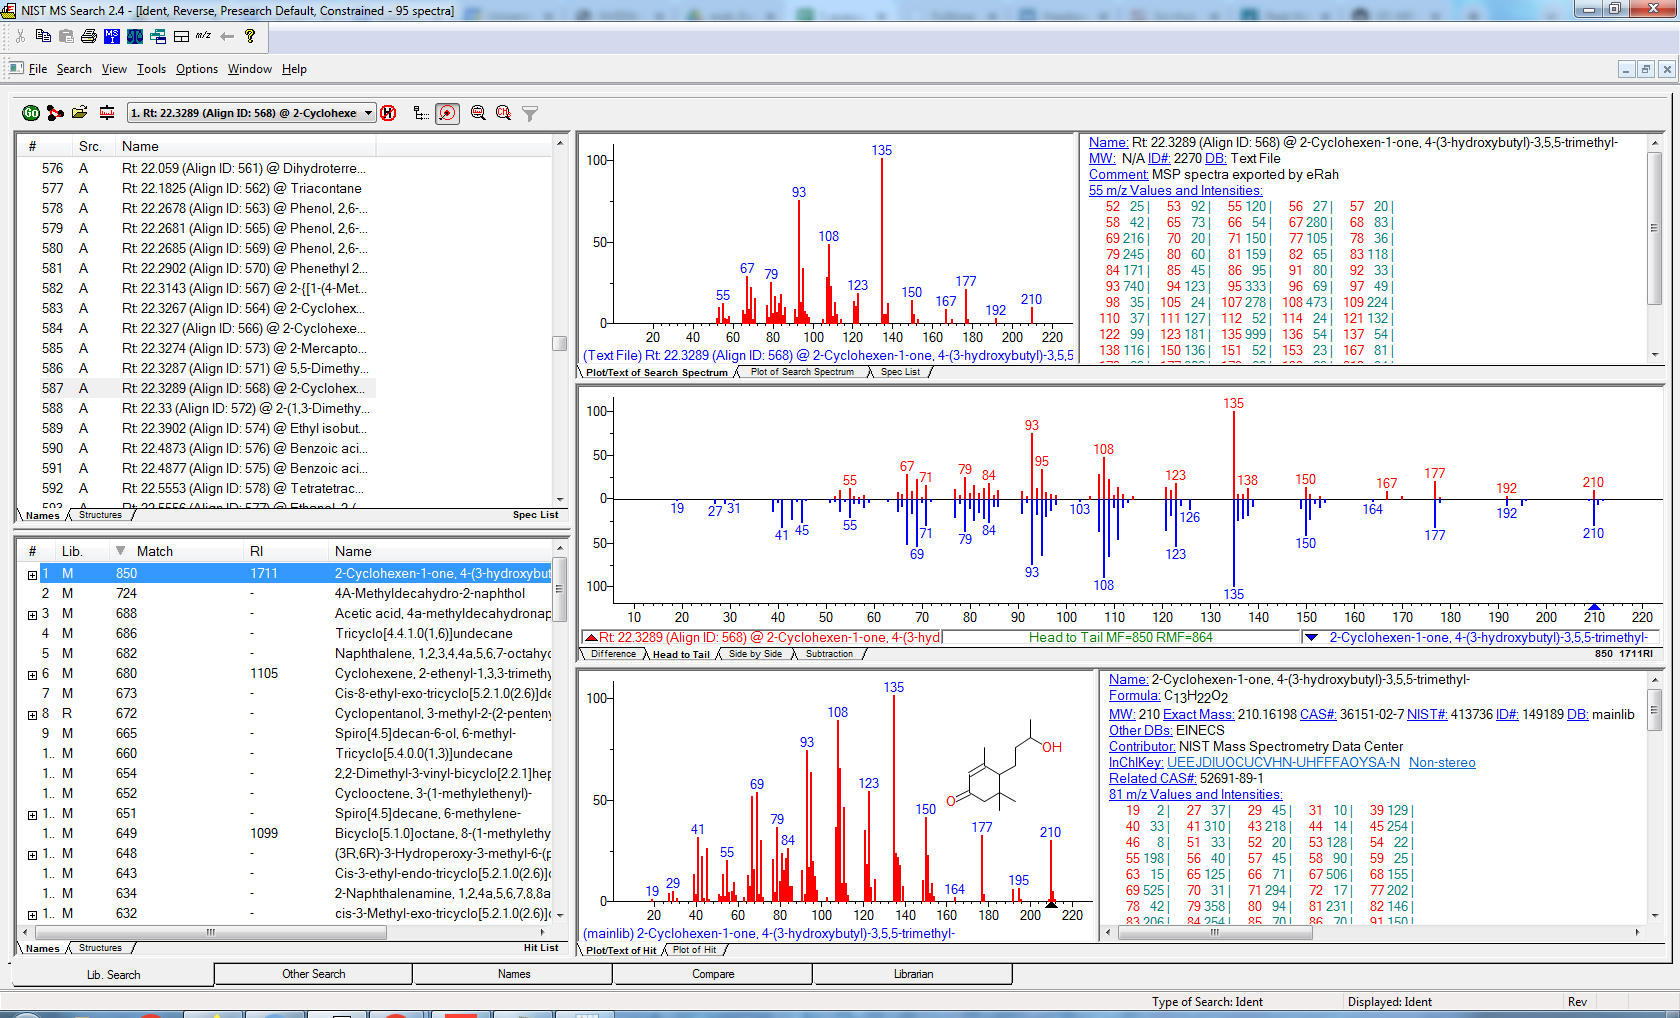 NIST MS Search 2.4 - [Ident, Reverse, Presearch Default, Constrained - 95 spectra]
File Search View Tools Options Window Help
1. Rt: 22.3289 (Align ID: 568) @ 2-Cyclohexe
# Src. Name
576 A Rt: 22.059 (Align ID: 561) @ Dihydroterre...
577 A Rt: 22.1825 (Align ID: 562) @ Triacontane
578 A Rt: 22.2678 (Align ID: 563) @ Phenol, 2,6-...
579 A Rt: 22.2681 (Align ID: 565) @ Phenol, 2,6-...
580 A Rt: 22.2685 (Align ID: 569) @ Phenol, 2,6-...
581 A Rt: 22.2902 (Align ID: 570) @ Phenethyl 2...
582 A Rt: 22.3143 (Align ID: 567) @ 2-{[1-(4-Met...
583 A Rt: 22.3267 (Align ID: 564) @ 2-Cyclohex...
584 A Rt: 22.327 (Align ID: 566) @ 2-Cyclohexe...
585 A Rt: 22.3274 (Align ID: 573) @ 2-Mercapto...
586 A Rt: 22.3287 (Align ID: 571) @ 5,5-Dimethy...
587 A Rt: 22.3289 (Align ID: 568) @ 2-Cyclohex...
588 A Rt: 22.33 (Align ID: 572) @ 2-(1,3-Dimethy...
589 A Rt: 22.3902 (Align ID: 574) @ Ethyl isobut...
590 A Rt: 22.4873 (Align ID: 576) @ Benzoic aci...
591 A Rt: 22.4877 (Align ID: 575) @ Benzoic aci...
592 A Rt: 22.5553 (Align ID: 578) @ Tetratetrac...
Names Structures Spec List
# Lib. Match RI Name
1 M 850 1711 2-Cyclohexen-1-one, 4-(3-hydroxybut
2 M 724 - 4A-Methyldecahydro-2-naphthol
3 M 688 - Acetic acid, 4a-methyldecahydronap
4 M 686 - Tricyclo[4.4.1.0(1,6)]undecane
5 M 682 - Naphthalene, 1,2,3,4,4a,5,6,7-octahyc
6 M 680 1105 Cyclohexene, 2-ethenyl-1,3,3-trimethyl
7 M 673 - Cis-8-ethyl-exo-tricyclo[5.2.1.0(2.6)]de
8 R 672 - Cyclopentanol, 3-methyl-2-(2-penteny
9 M 665 - Spiro[4.5]decan-6-ol, 6-methyl-
1.. M 660 - Tricyclo[5.4.0.0(1,3)]undecane
1.. M 654 - 2,2-Dimethyl-3-vinyl-bicyclo[2.2.1]hep
1.. M 652 - Cyclooctene, 3-(1-methylethenyl)-
1.. M 651 - Spiro[4.5]decane, 6-methylene-
1.. M 649 1099 Bicyclo[5.1.0]octane, 8-(1-methylethy
1.. M 648 - (3R,6R)-3-Hydroperoxy-3-methyl-6-(p
1.. M 643 - Cis-3-ethyl-endo-tricyclo[5.2.1.0(2.6)]c
1.. M 634 - 2-Naphthalenamine, 1,2,4a,5,6,7,8,8a
1.. M 632 - cis-3-Methyl-exo-tricyclo[5.2.1.0(2.6)]
Names Structures Hit List
100
50
0
135 93 108 67 79 55 123 150 167 177 192 210
20 40 60 80 100 120 140 160 180 200 220
(Text File) Rt: 22.3289 (Align ID: 568) @ 2-Cyclohexen-1-one, 4-(3-hydroxybutyl)-3,5,5
Plot/Text of Search Spectrum Plot of Search Spectrum Spec List
Name: Rt: 22.3289 (Align ID: 568) @ 2-Cyclohexen-1-one, 4-(3-hydroxybutyl)-3,5,5-trimethyl-
MW: N/A ID#: 2270 DB: Text File
Comment: MSP spectra exported by eRah
55 m/z Values and Intensities:
52 25| 53 92| 55 120| 56 27| 57 20|
58 42| 65 73| 66 54| 67 280| 68 83|
69 216| 70 20| 71 150| 77 105| 78 36|
79 245| 80 60| 81 159| 82 65| 83 118|
84 171| 85 45| 86 95| 91 80| 92 33|
93 740| 94 123| 95 333| 96 69| 97 49|
98 35| 105 24| 107 278| 108 473| 109 224|
110 37| 111 127| 112 52| 114 24| 121 132|
122 99| 123 181| 135 999| 136 54| 137 54|
138 116| 150 136| 151 52| 153 23| 167 81|
100
50
0
50
100
135 93 108 95 67 79 84 71 55 123 138 150 167 177 192 210
19 27 31 41 45 55 69 71 79 84 93 103 108 123 126 135 150 164 177 192 210
10 20 30 40 50 60 70 80 90 100 110 120 130 140 150 160 170 180 190 200 210 220
Rt: 22.3289 (Align ID: 568) @ 2-Cyclohexen-1-one, 4-(3-hyd
Head to Tail MF=850 RMF=864
2-Cyclohexen-1-one, 4-(3-hydroxybutyl)-3,5,5-trimethyl-
Difference Head to Tail Side by Side Subtraction 850 1711RI
100
50
0
135 108 93 69 123 79 41 84 55 150 177 210 19 29 164 195
OH
O
20 40 60 80 100 120 140 160 180 200 220
(mainlib) 2-Cyclohexen-1-one, 4-(3-hydroxybutyl)-3,5,5-trimethyl-
Plot/Text of Hit Plot of Hit
Name: 2-Cyclohexen-1-one, 4-(3-hydroxybutyl)-3,5,5-trimethyl-
Formula: C13H22O2
MW: 210 Exact Mass: 210.16198 CAS#: 36151-02-7 NIST#: 413736 ID#: 149189 DB: mainlib
Other DBs: EINECS
Contributor: NIST Mass Spectrometry Data Center
InChIKey: UEEJDIUOCUCVHN-UHFFFAOYSA-N Non-stereo
Related CAS#: 52691-89-1
81 m/z Values and Intensities:
19 2| 27 37| 29 45| 31 10| 39 129|
40 33| 41 310| 43 218| 44 14| 45 254|
46 8| 51 33| 52 20| 53 128| 54 22|
55 198| 56 40| 57 45| 58 90| 59 25|
63 15| 65 125| 66 71| 67 506| 68 155|
69 525| 70 31| 71 294| 72 17| 77 202|
78 42| 79 358| 80 94| 81 231| 82 146|
83 206| 84 254| 85 70| 86 70| 91 150|
Lib. Search Other Search Names Compare Librarian
Type of Search: Ident Displayed: Ident Rev